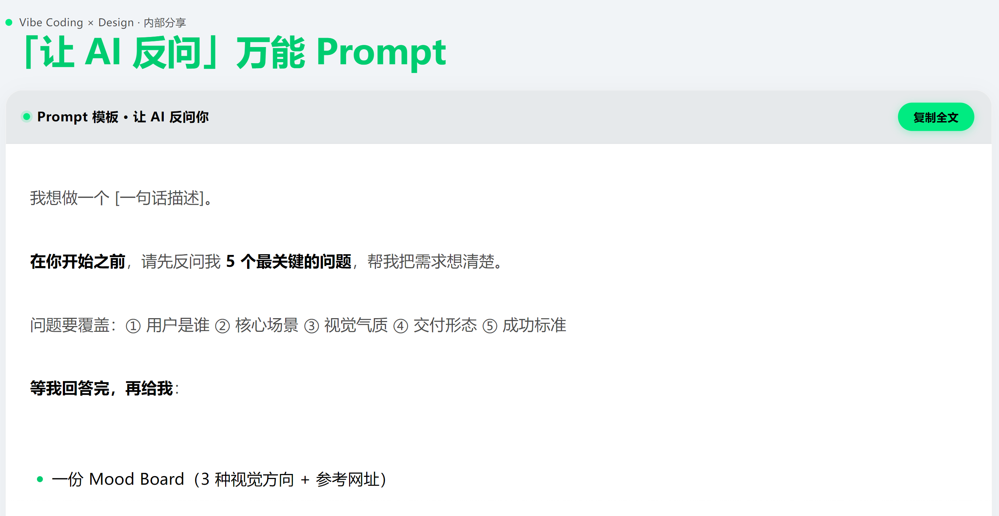 Vibe Coding × Design · 内部分享
「让 AI 反问」万能 Prompt
Prompt 模板 • 让 AI 反问你
复制全文
我想做一个 [一句话描述]。
在你开始之前，请先反问我 5 个最关键的问题，帮我把需求想清楚。
问题要覆盖：① 用户是谁 ② 核心场景 ③ 视觉气质 ④ 交付形态 ⑤ 成功标准
等我回答完，再给我：
一份 Mood Board（3 种视觉方向 + 参考网址）